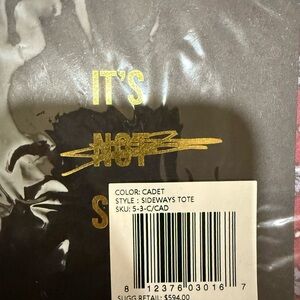 IT'S
NOT
S
COLOR: CADET
STYLE : SIDEWAYS TOTE
SKU: 5-3-C/CAD
8 12376 03016 7
SUGG RETAIL: $594.00